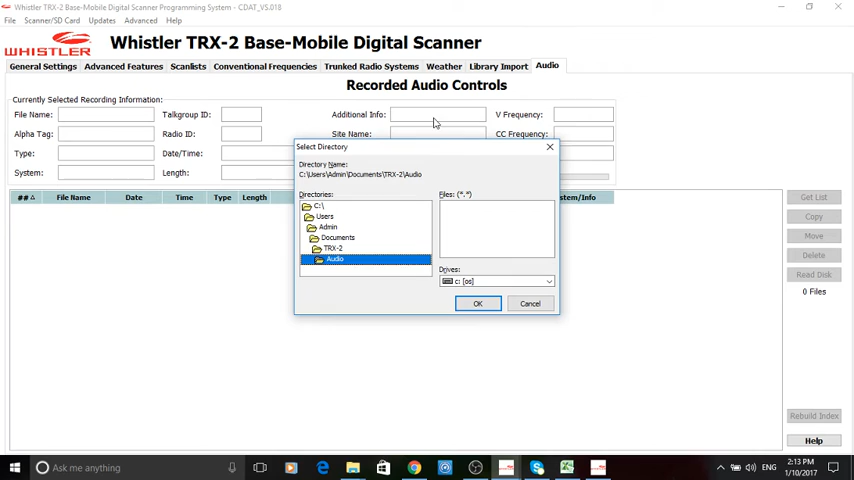 Whistler TRX-2 Base-Mobile Digital Scanner Programming System - CDAT_VS.018
File Scanner/SD Card Updates Advanced Help
WHISTLER Whistler TRX-2 Base-Mobile Digital Scanner
General Settings Advanced Features Scanlists Conventional Frequencies Trunked Radio Systems Weather Library Import Audio
Recorded Audio Controls
Currently Selected Recording Information:
File Name: Talkgroup ID: Additional Info: V Frequency:
Alpha Tag: Radio ID: Site Name: CC Frequency:
Type: Date/Time:
System: Length:
Select Directory
Directory Name:
C:\Users\Admin\Documents\TRX-2\Audio
Directories: Files: (*.*)
C:\
Users
Admin
Documents
TRX-2
Audio
Drives:
c: [os]
OK Cancel
## File Name Date Time Type Length stem/Info
Get List
Copy
Move
Delete
Read Disk
0 Files
Rebuild Index
Help
Ask me anything ENG 2:13 PM
1/10/2017